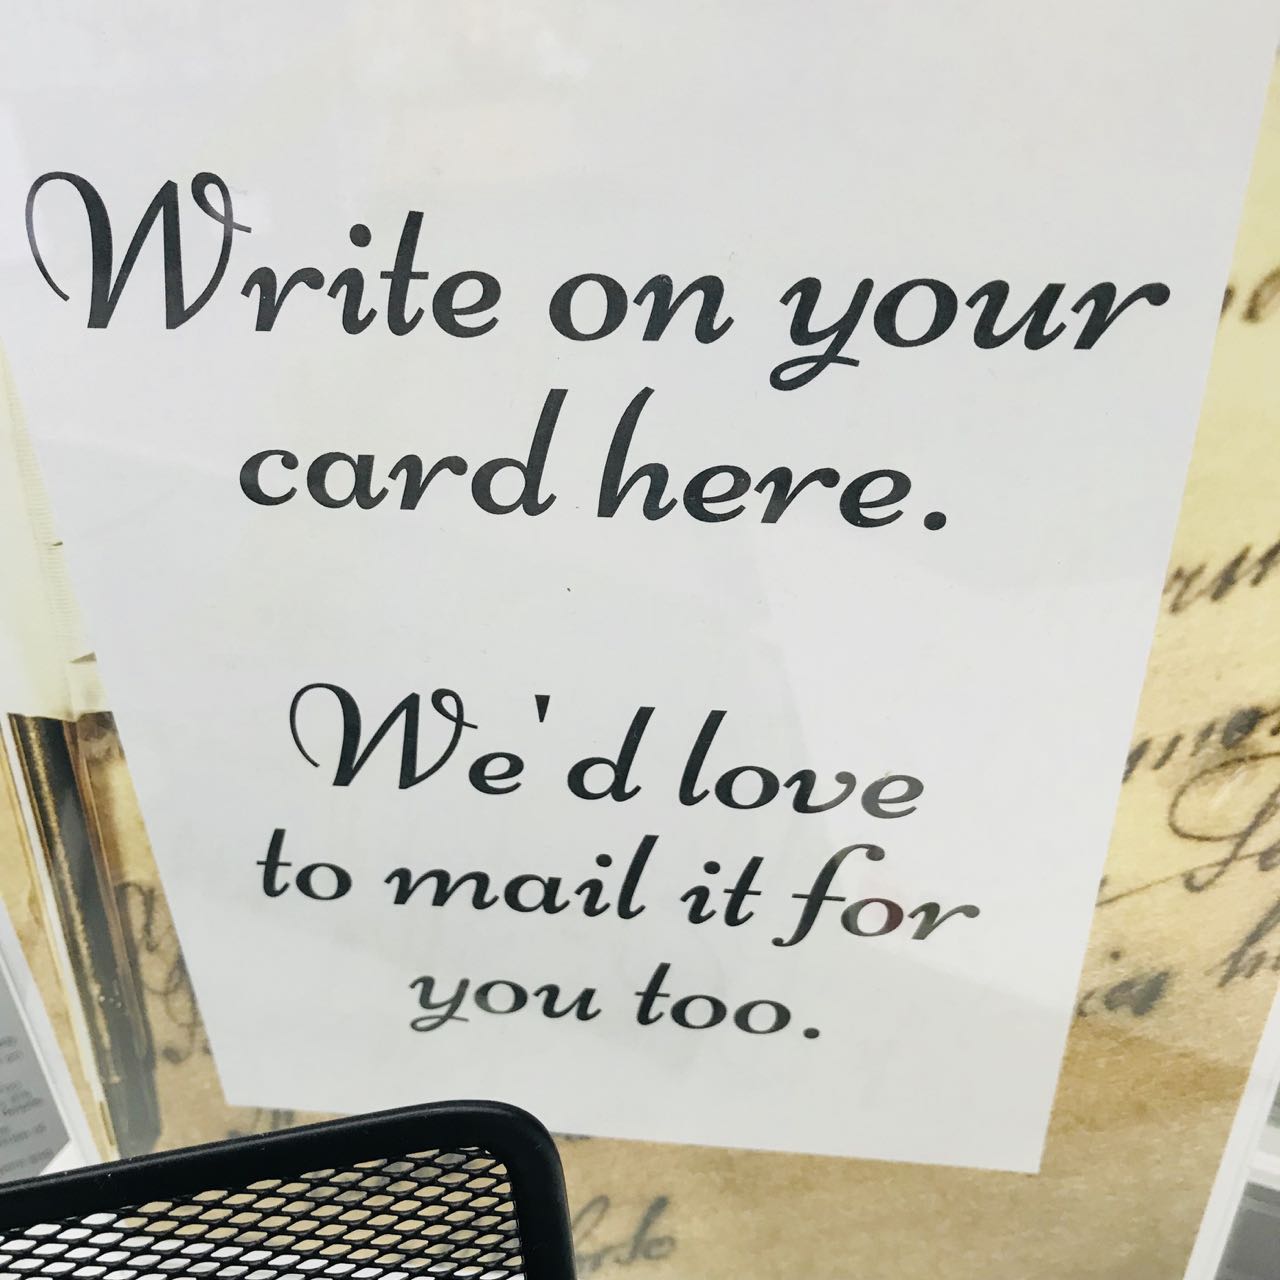 Write on your
card here.
We'd love
to mail it for
you too.